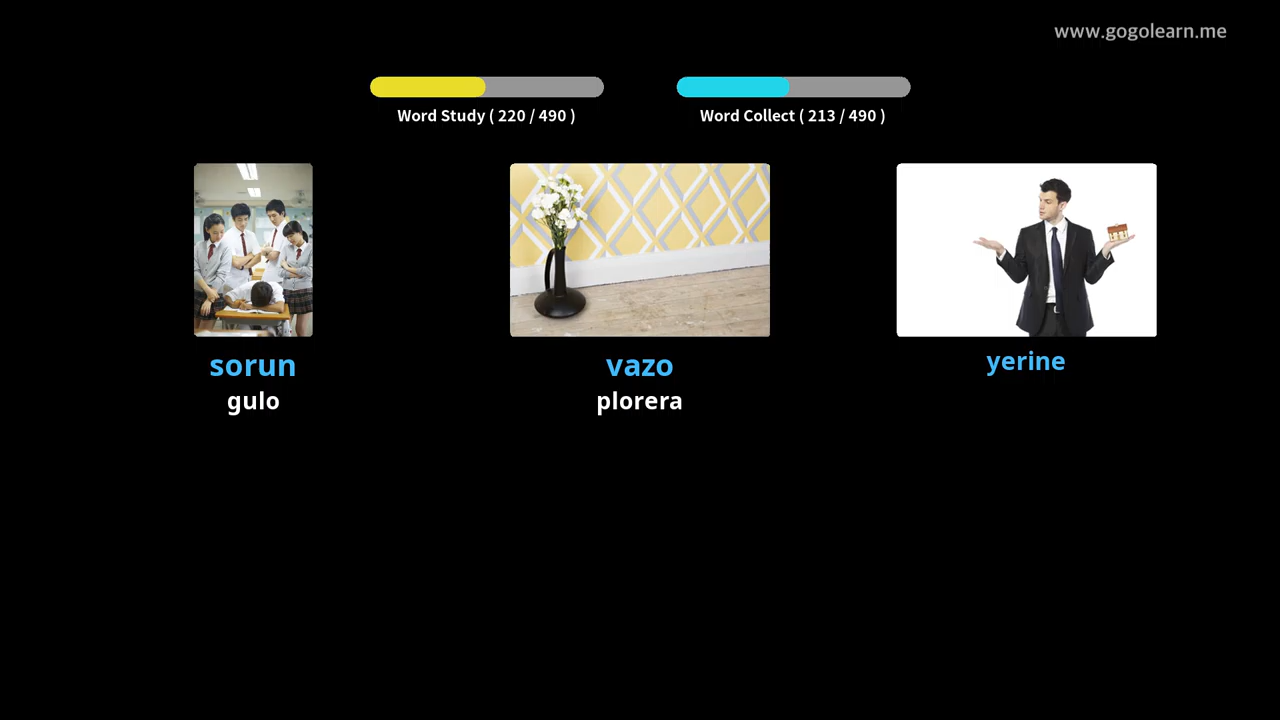 www.gogolearn.me
Word Study ( 220 / 490 )
Word Collect ( 213 / 490 )
sorun
gulo
vazo
plorera
yerine